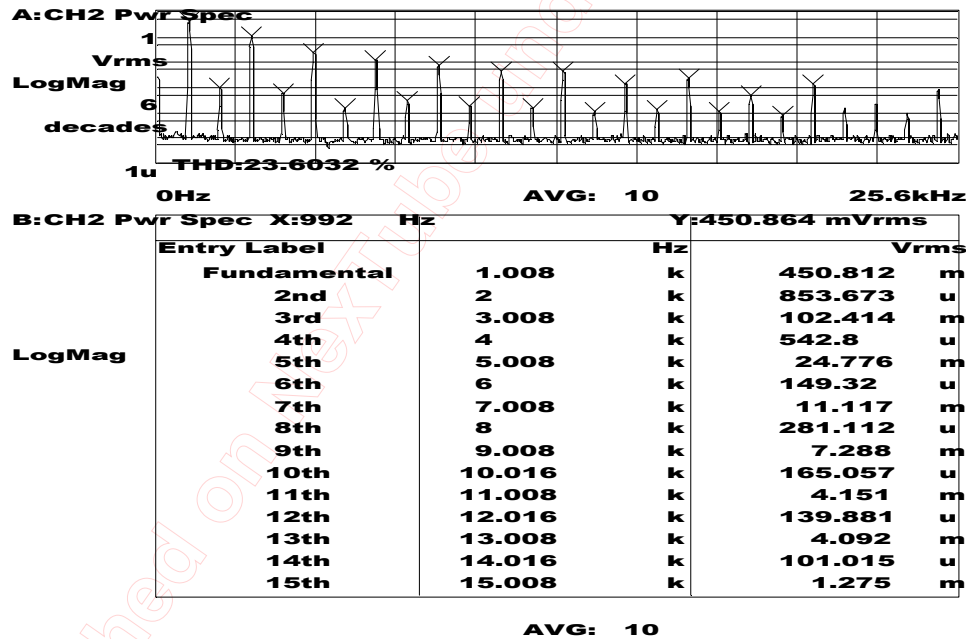 A:CH2 Pwr Spec
1
Vrms
LogMag
6
decades
1u
THD:23.6032 %
0Hz AVG: 10 25.6kHz
B:CH2 Pwr Spec X:992 Hz Y:450.864 mVrms
Entry Label Hz Vrms
Fundamental 1.008 k 450.812 m
2nd 2 k 853.673 u
3rd 3.008 k 102.414 m
4th 4 k 542.8 u
LogMag
5th 5.008 k 24.776 m
6th 6 k 149.32 u
7th 7.008 k 11.117 m
8th 8 k 281.112 u
9th 9.008 k 7.288 m
10th 10.016 k 165.057 u
11th 11.008 k 4.151 m
12th 12.016 k 139.881 u
13th 13.008 k 4.092 m
14th 14.016 k 101.015 u
15th 15.008 k 1.275 m
AVG: 10
hed on NexTube und